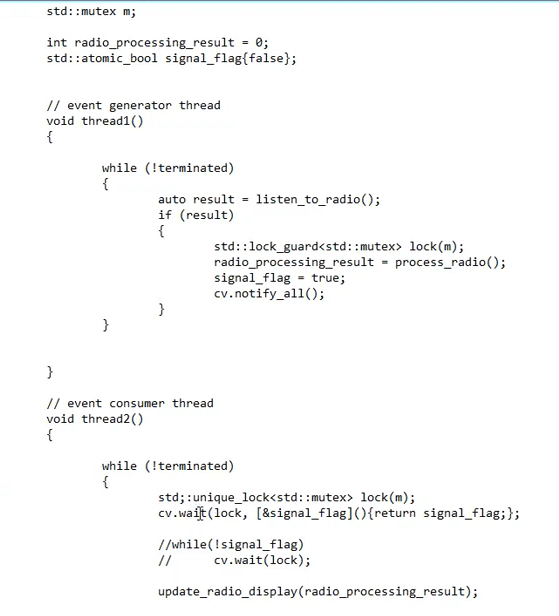 std::mutex m;
int radio_processing_result = 0;
std::atomic_bool signal_flag{false};
// event generator thread
void thread1()
{
while (!terminated)
{
auto result = listen_to_radio();
if (result)
{
std::lock_guard<std::mutex> lock(m);
radio_processing_result = process_radio();
signal_flag = true;
cv.notify_all();
}
}
}
// event consumer thread
void thread2()
{
while (!terminated)
{
std;:unique_lock<std::mutex> lock(m);
cv.wait(lock, [&signal_flag](){return signal_flag;};
//while(!signal_flag)
// cv.wait(lock);
update_radio_display(radio_processing_result);